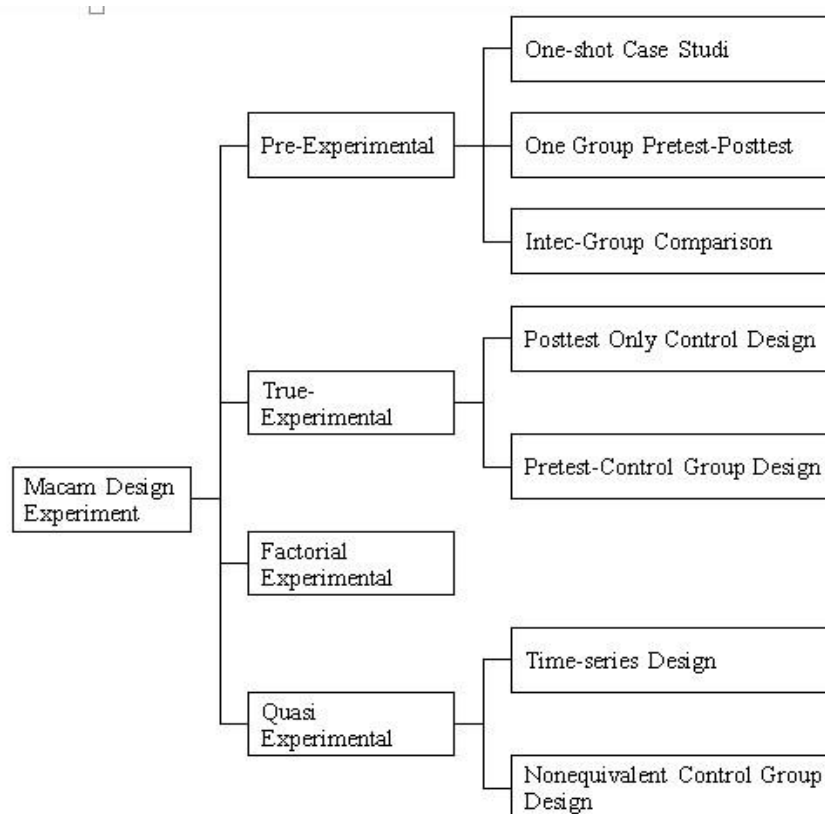 One-shot Case Studi
Pre-Experimental
One Group Pretest-Posttest
Intec-Group Comparison
Posttest Only Control Design
True-
Experimental
Pretest-Control Group Design
Macam Design
Experiment
Factorial
Experimental
Time-series Design
Quasi
Experimental
Nonequivalent Control Group
Design